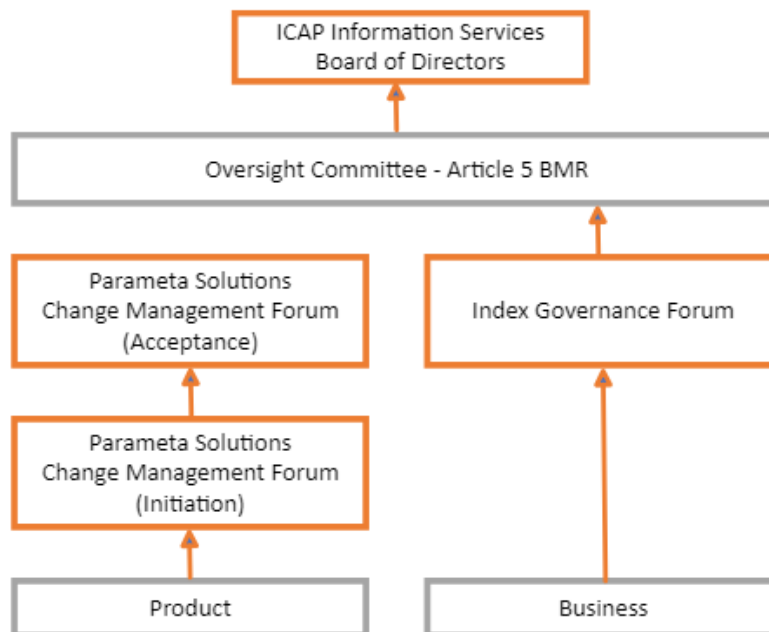 ICAP Information Services
Board of Directors
Oversight Committee - Article 5 BMR
Parameta Solutions
Change Management Forum
(Acceptance)
Index Governance Forum
Parameta Solutions
Change Management Forum
(Initiation)
Product
Business